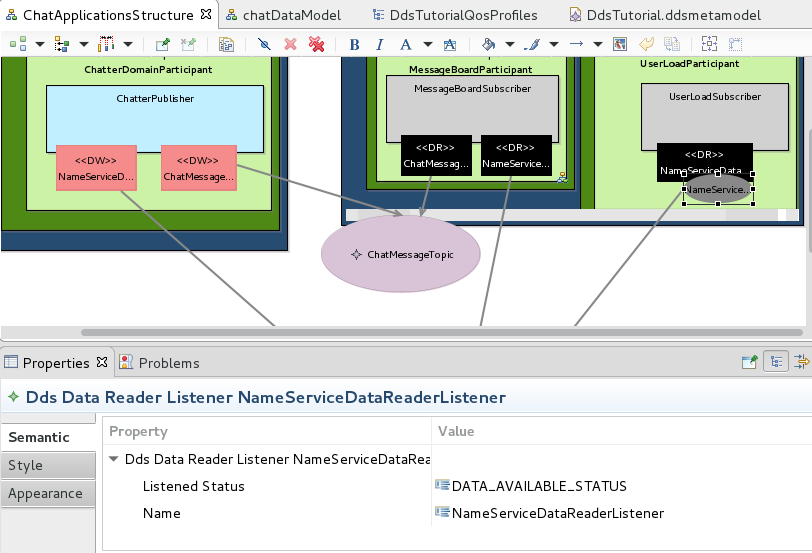 ChatApplicationsStructure
chatDataModel
DdsTutorialQosProfiles
DdsTutorial.ddsmetamodel
B I A A
ChatterDomainParticipant
ChatterPublisher
<<DW>>
NameServiceD...
<<DW>>
ChatMessage...
MessageBoardParticipant
MessageBoardSubscriber
<<DR>>
ChatMessag...
<<DR>>
NameService...
UserLoadParticipant
UserLoadSubscriber
<<DR>>
NameServiceData...
NameService...
ChatMessageTopic
Properties
Problems
Dds Data Reader Listener NameServiceDataReaderListener
Semantic
Style
Appearance
Property Value
Dds Data Reader Listener NameServiceDataRea
Listened Status DATA_AVAILABLE_STATUS
Name NameServiceDataReaderListener